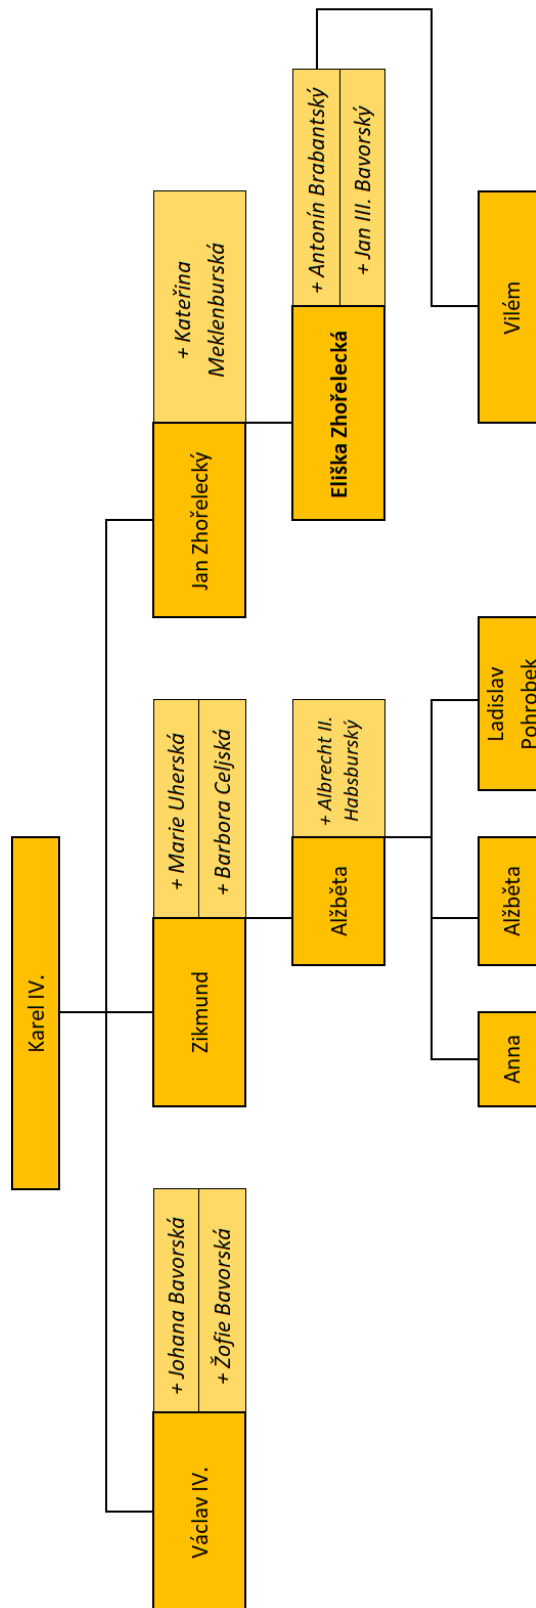 Karel IV.
Václav IV.
+ Johana Bavorská
+ Žofie Bavorská
Zikmund
+ Marie Uherská
+ Barbora Celjská
Jan Zhořelecký
+ Kateřina
Meklenburská
Alžběta
+ Albrecht II.
Habsburský
Eliška Zhořelecká
+ Antonín Brabantský
+ Jan III. Bavorský
Anna
Alžběta
Ladislav
Pohrobek
Vilém